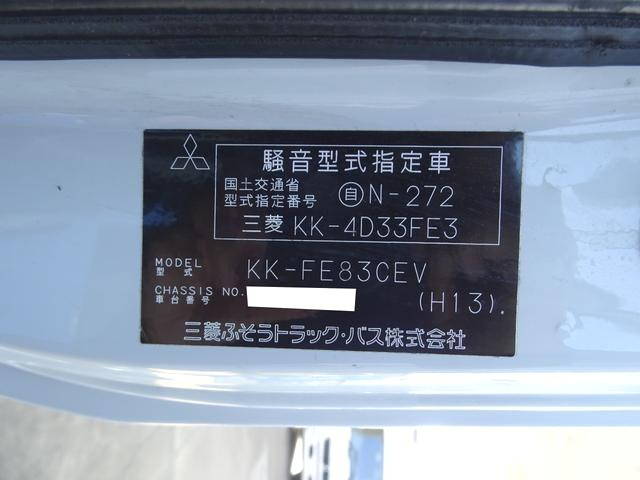 騒音型式指定車
国土交通省
型式指定番号 自N-272
三菱 KK-4D33FE3
MODEL
型式 KK-FE83CEV
CHASSIS NO.
車台番号 (H13).
三菱ふそうトラック・バス株式会社